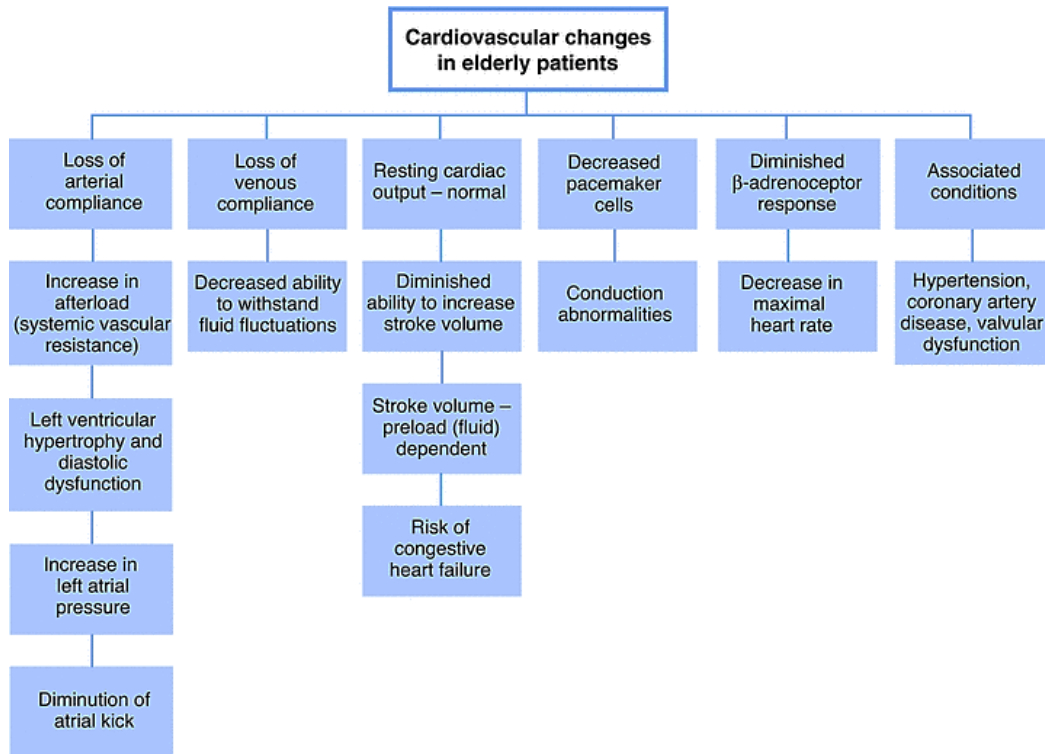 Cardiovascular changes
in elderly patients
Loss of
arterial
compliance
Loss of
venous
compliance
Resting cardiac
output – normal
Decreased
pacemaker
cells
Diminished
β-adrenoceptor
response
Associated
conditions
Increase in
afterload
(systemic vascular
resistance)
Decreased ability
to withstand
fluid fluctuations
Diminished
ability to increase
stroke volume
Conduction
abnormalities
Decrease in
maximal
heart rate
Hypertension,
coronary artery
disease, valvular
dysfunction
Left ventricular
hypertrophy and
diastolic
dysfunction
Stroke volume –
preload (fluid)
dependent
Increase in
left atrial
pressure
Risk of
congestive
heart failure
Diminution of
atrial kick